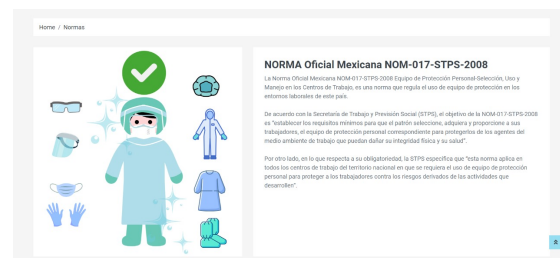 Home / Normas
NORMA Oficial Mexicana NOM-017-STPS-2008
La Norma Oficial Mexicana NOM-017-STPS-2008 Equipo de Protección Personal-Selección, Uso y
Manejo en los Centros de Trabajo, es una norma que regula el uso de equipo de protección en los
entornos laborales de este país.
De acuerdo con la Secretaría de Trabajo y Previsión Social (STPS), el objetivo de la NOM-017-STPS-2008
es "establecer los requisitos mínimos para que el patrón seleccione, adquiera y proporcione a sus
trabajadores, el equipo de protección personal correspondiente para protegerlos de los agentes del
medio ambiente de trabajo que puedan dañar su integridad física y su salud".
Por otro lado, en lo que respecta a su obligatoriedad, la STPS especifica que "esta norma aplica en
todos los centros de trabajo del territorio nacional en que se requiera el uso de equipo de protección
personal para proteger a los trabajadores contra los riesgos derivados de las actividades que
desarrollen".